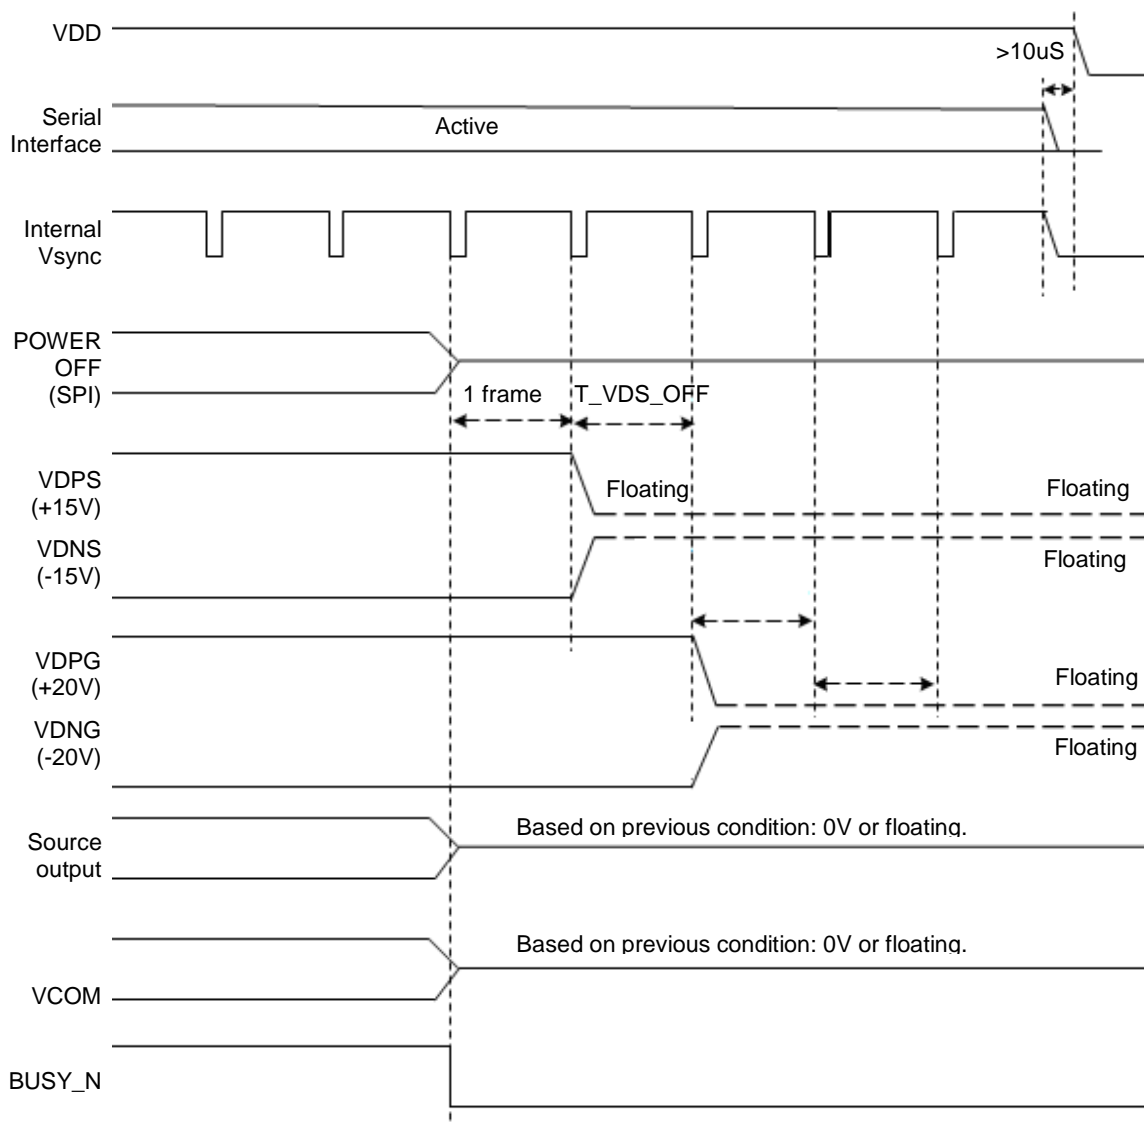 VDD
>10uS
Serial
Interface
Active
Internal
Vsync
POWER
OFF
(SPI)
1 frame
T_VDS_OFF
VDPS
(+15V)
Floating
Floating
VDNS
(-15V)
Floating
VDPG
(+20V)
Floating
VDNG
(-20V)
Floating
Source
output
Based on previous condition: 0V or floating.
VCOM
Based on previous condition: 0V or floating.
BUSY_N